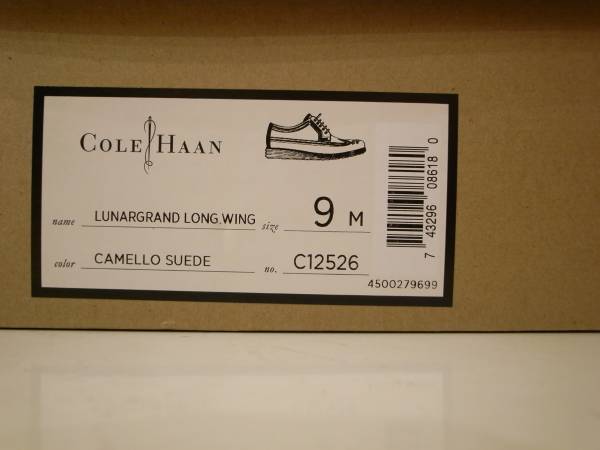 COLE HAAN
name LUNARGRAND LONG.WING size 9 M
color CAMELLO SUEDE no. C12526
7 43296 08618 0
4500279699